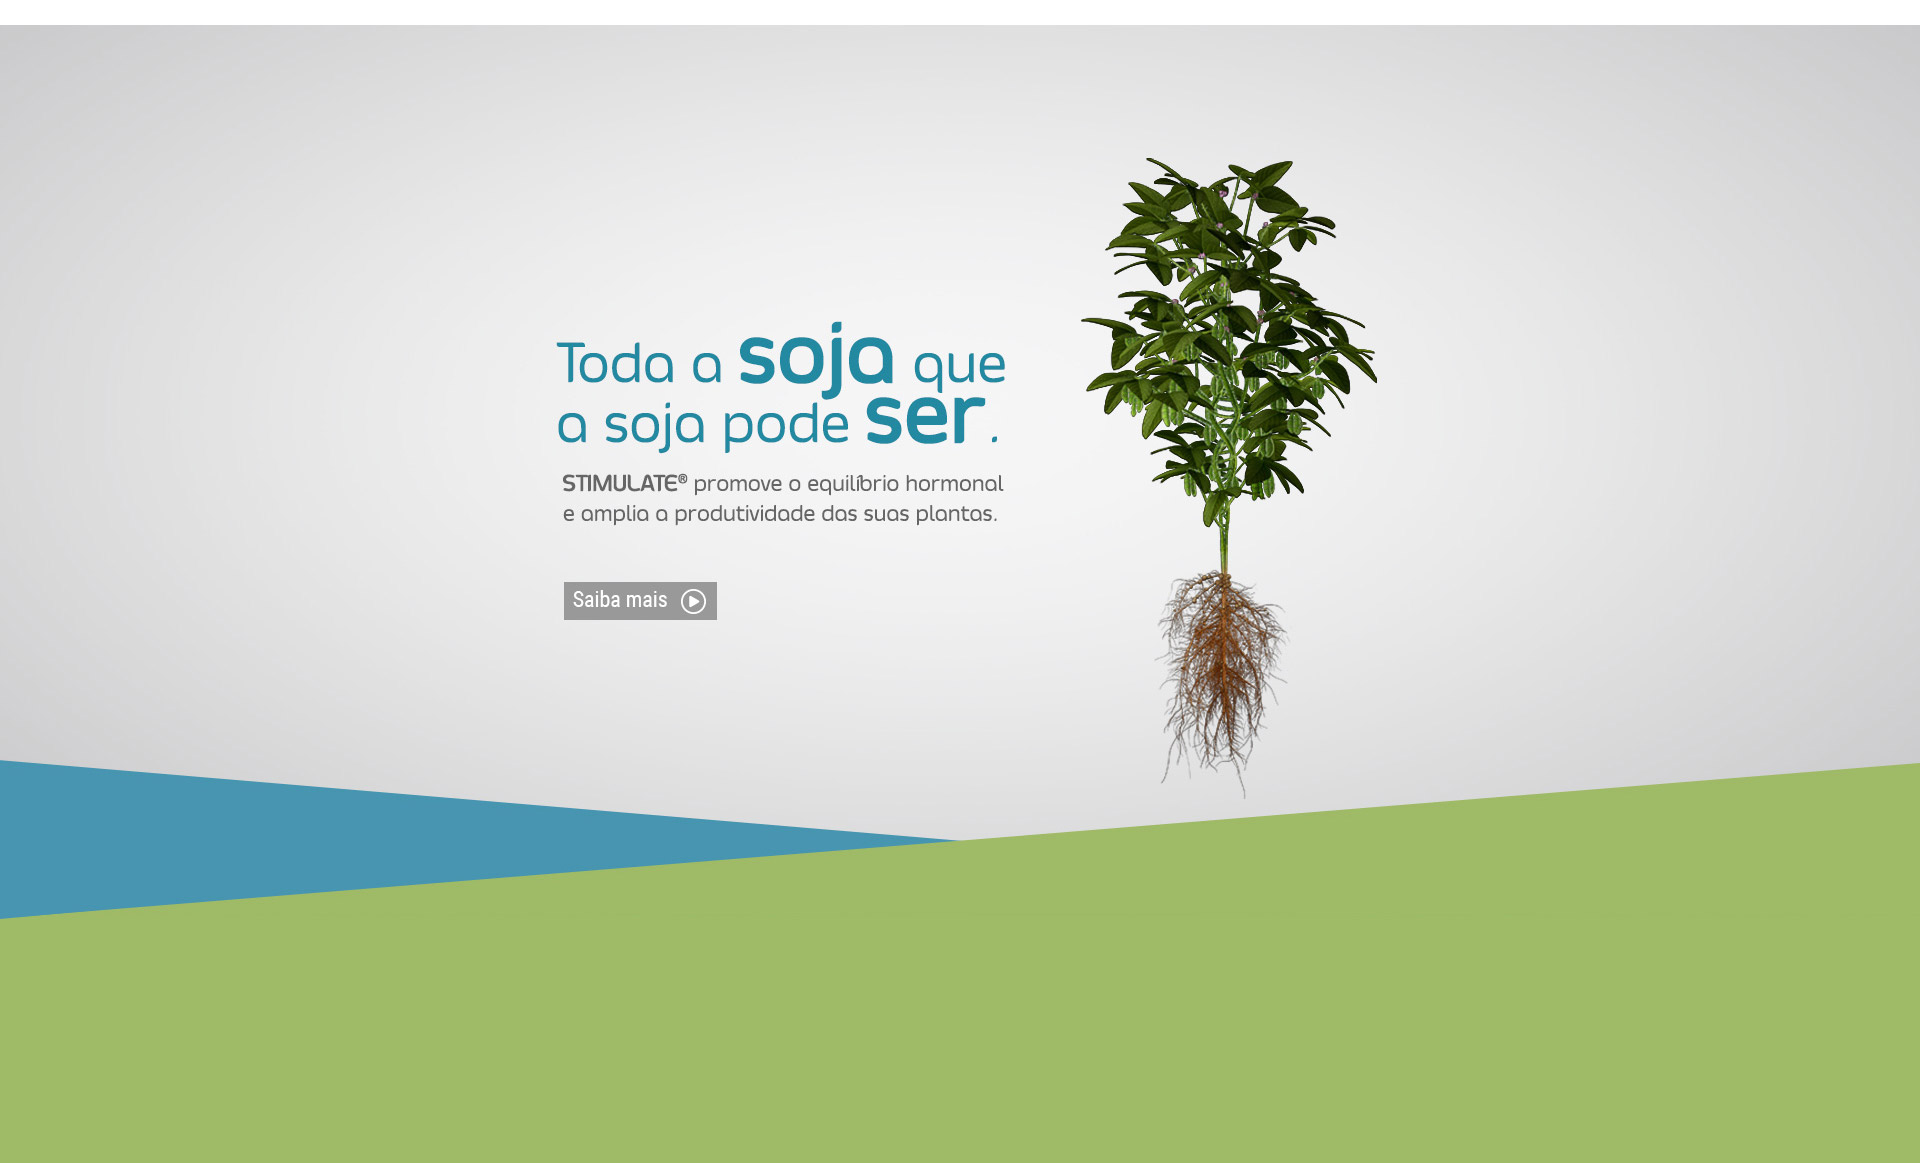 Toda a soja que
a soja pode ser.
STIMULATE® promove o equilíbrio hormonal
e amplia a produtividade das suas plantas.
Saiba mais